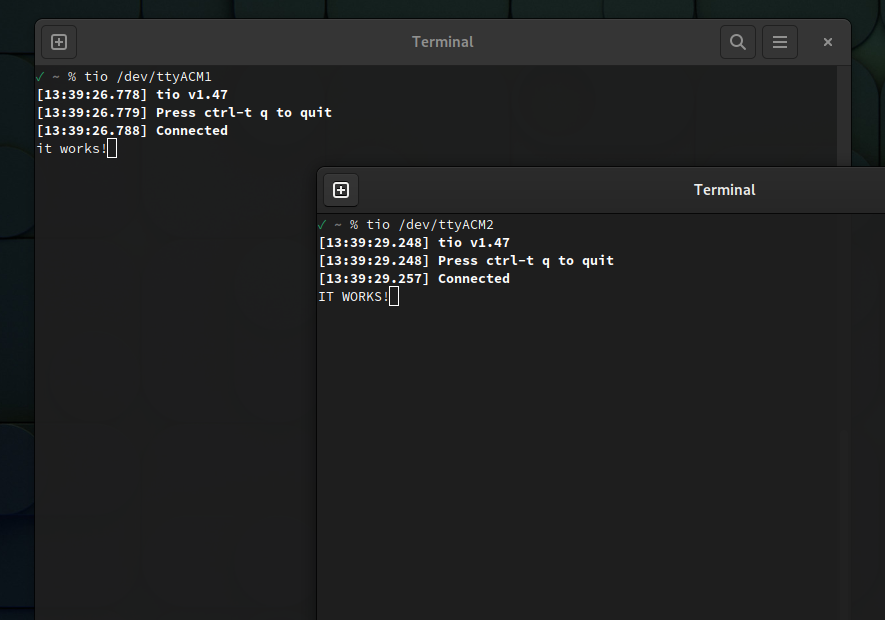 Terminal
✓ ~ % tio /dev/ttyACM1
[13:39:26.778] tio v1.47
[13:39:26.779] Press ctrl-t q to quit
[13:39:26.788] Connected
it works!
Terminal
✓ ~ % tio /dev/ttyACM2
[13:39:29.248] tio v1.47
[13:39:29.248] Press ctrl-t q to quit
[13:39:29.257] Connected
IT WORKS!